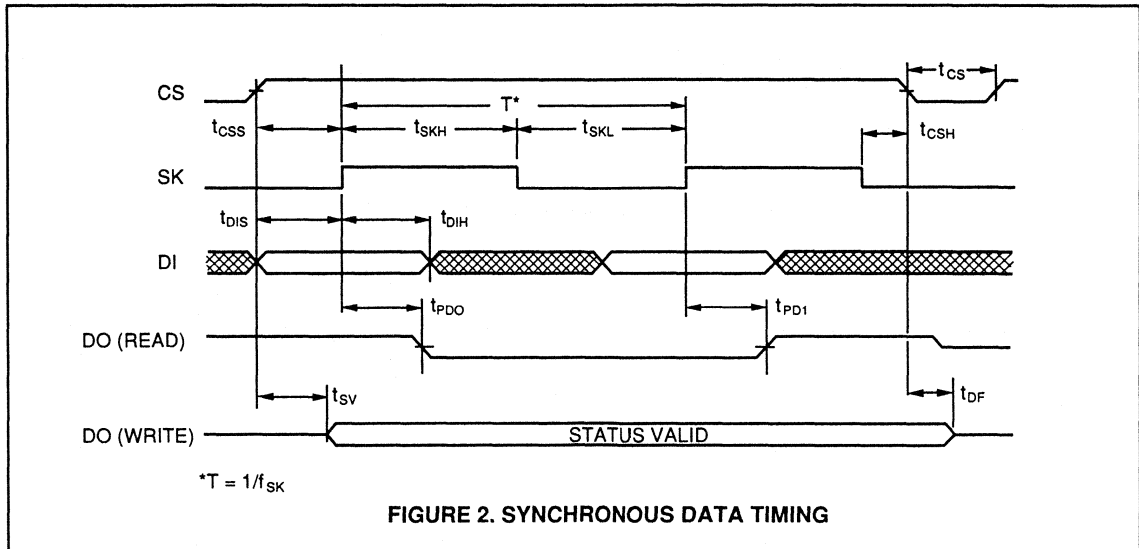 CS
tCS
T*
tCSS
tSKH
tSKL
tCSH
SK
tDIS
tDIH
DI
tPDO
tPD1
DO (READ)
tSV
tDF
DO (WRITE)
STATUS VALID
*T = 1/fSK
FIGURE 2. SYNCHRONOUS DATA TIMING